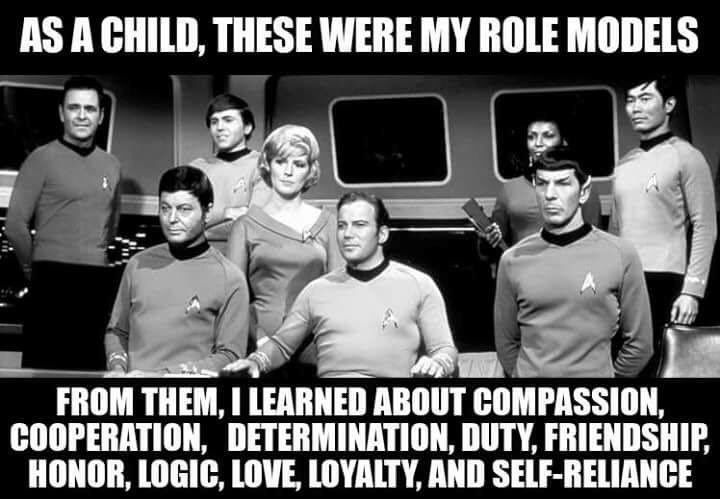 AS A CHILD, THESE WERE MY ROLE MODELS
FROM THEM, I LEARNED ABOUT COMPASSION,
COOPERATION, DETERMINATION, DUTY, FRIENDSHIP,
HONOR, LOGIC, LOVE, LOYALTY, AND SELF-RELIANCE